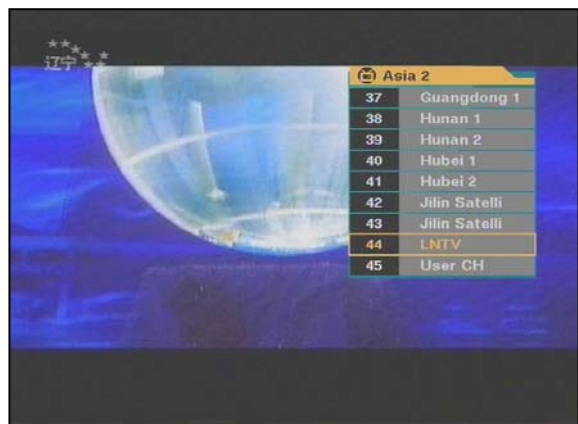 辽宁
Asia 2
37 Guangdong 1
38 Hunan 1
39 Hunan 2
40 Hubei 1
41 Hubei 2
42 Jilin Satelli
43 Jilin Satelli
44 LNTV
45 User CH